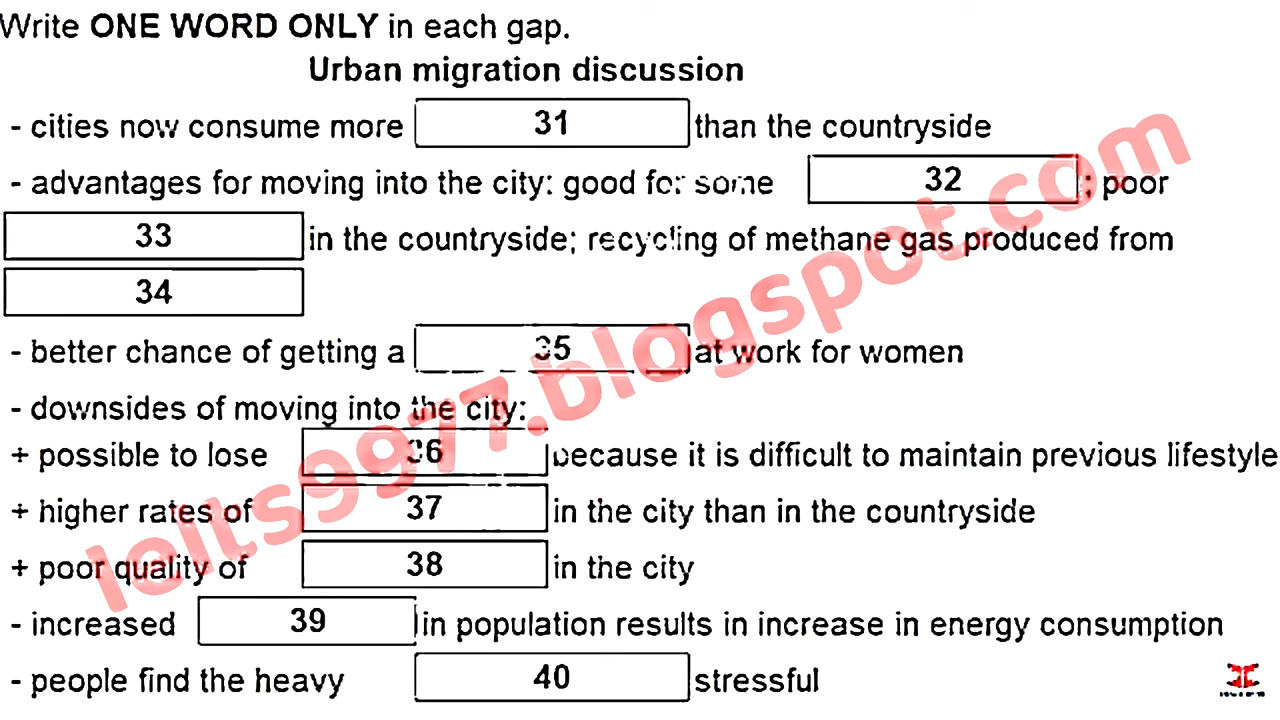 Write ONE WORD ONLY in each gap.
Urban migration discussion
- cities now consume more 31 than the countryside
- advantages for moving into the city: good for some 32 ; poor
33 in the countryside; recycling of methane gas produced from
34
- better chance of getting a 35 at work for women
- downsides of moving into the city:
+ possible to lose 36 because it is difficult to maintain previous lifestyle
+ higher rates of 37 in the city than in the countryside
+ poor quality of 38 in the city
- increased 39 in population results in increase in energy consumption
- people find the heavy 40 stressful
Ielts9977.blogspot.com